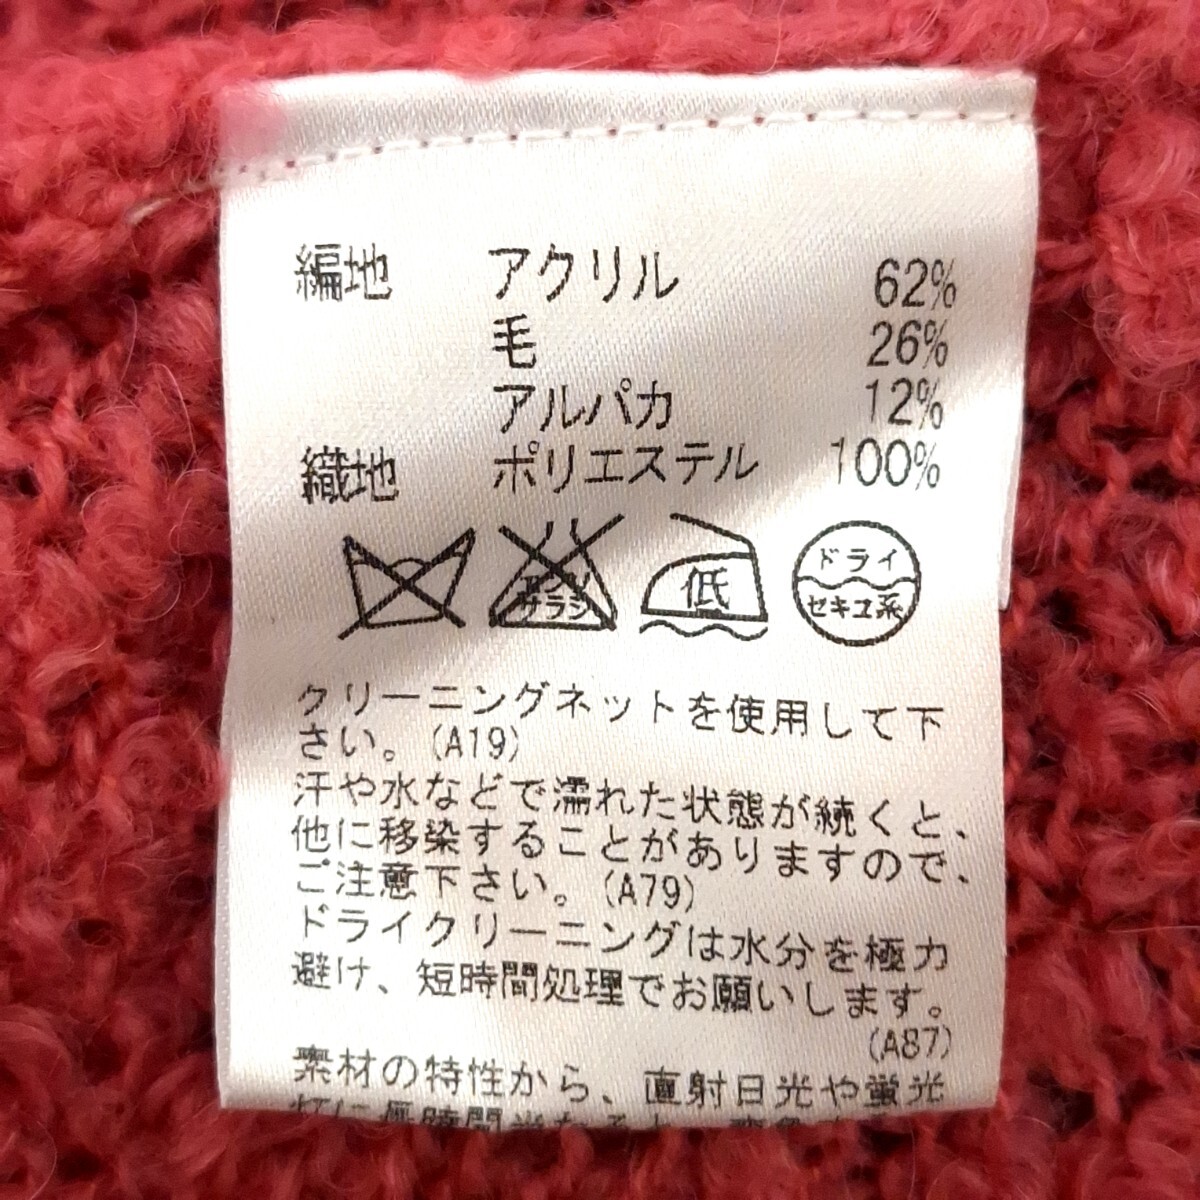 編地 アクリル 62%
毛 26%
アルパカ 12%
織地 ポリエステル 100%
エンソ サラシ 低 ドライ セキユ系
クリーニングネットを使用して下
さい。(A19)
汗や水などで濡れた状態が続くと、
他に移染することがありますので、
ご注意下さい。(A79)
ドライクリーニングは水分を極力
避け、短時間処理でお願いします。
(A87)
素材の特性から、直射日光や蛍光
灯に長時間